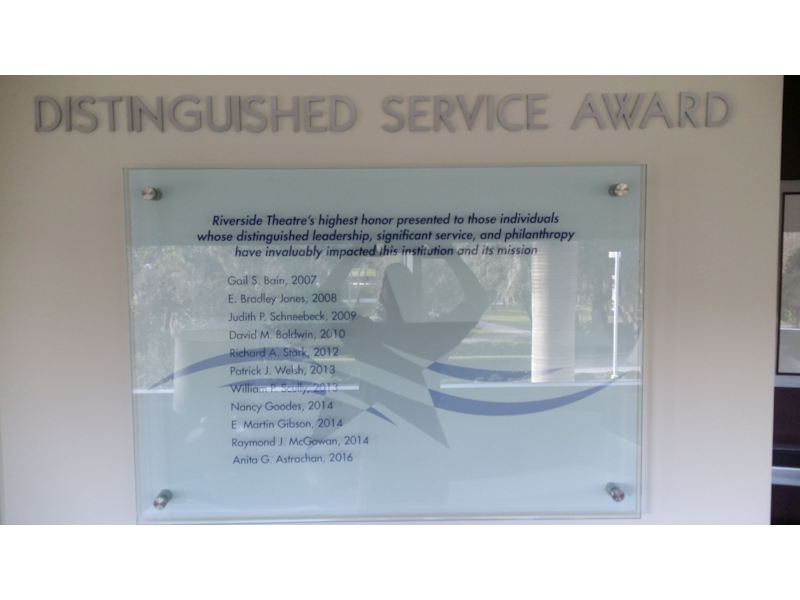 DISTINGUISHED SERVICE AWARD
Riverside Theatre's highest honor presented to those individuals
whose distinguished leadership, significant service, and philanthropy
have invaluably impacted this institution and its mission
Gail S. Bain, 2007
E. Bradley Jones, 2008
Judith P. Schneebeck, 2009
David M. Baldwin, 2010
Richard A. Stark, 2012
Patrick J. Welsh, 2013
William P. Scully, 2013
Nancy Goodes, 2014
E. Martin Gibson, 2014
Raymond J. McGowan, 2014
Anita G. Astrachan, 2016